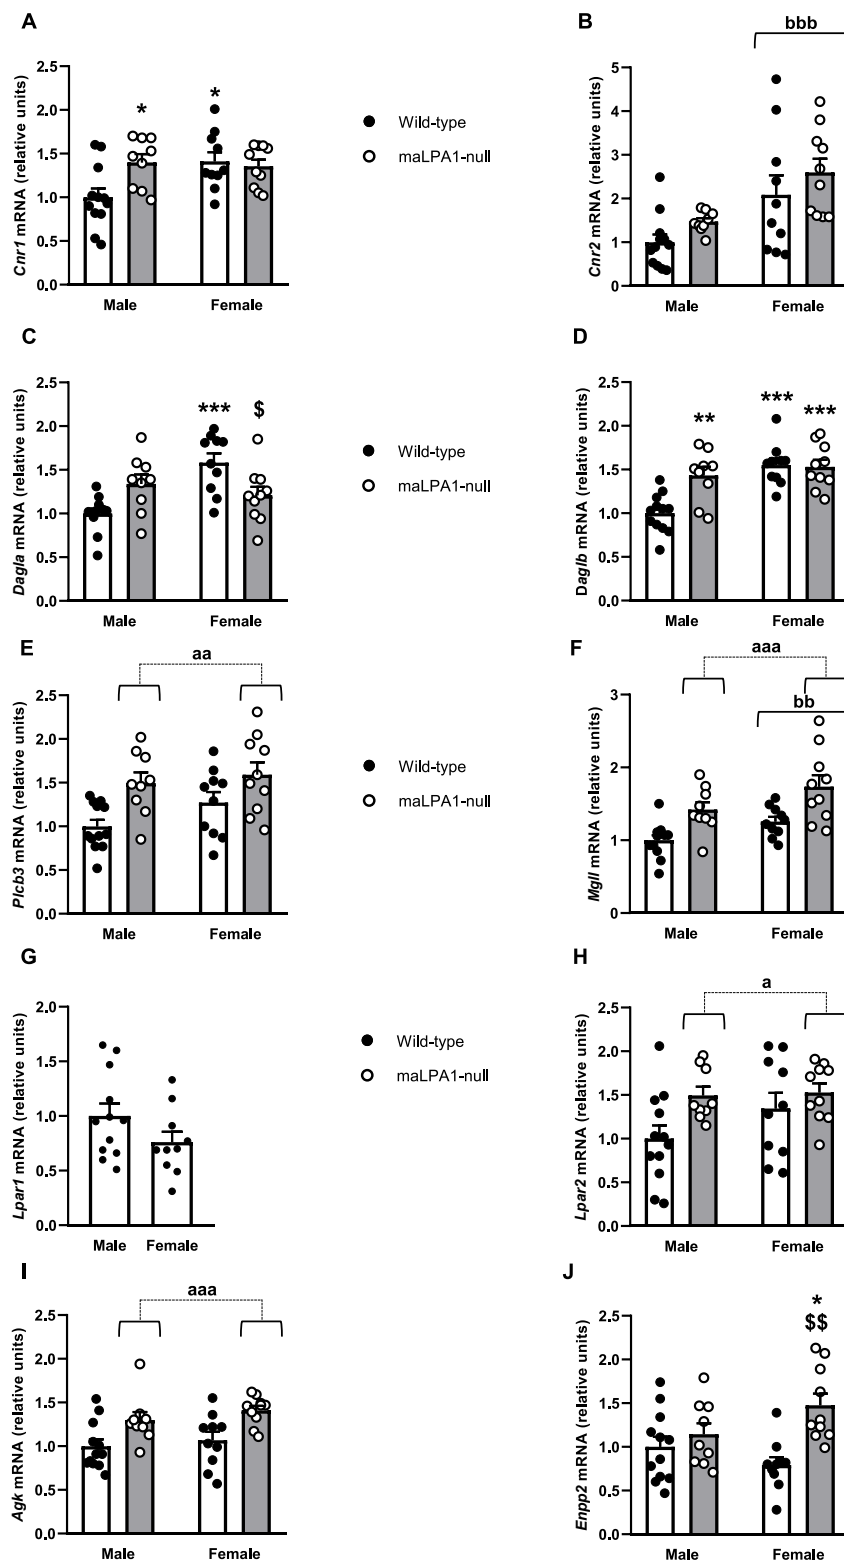 A
Cnr1 mRNA (relative units)
2.5
2.0
1.5
1.0
0.5
0.0
*
*
Male
Female
Wild-type
maLPA1-null
B
bbb
Cnr2 mRNA (relative units)
5
4
3
2
1
0
Male
Female
C
Dagla mRNA (relative units)
2.5
2.0
1.5
1.0
0.5
0.0
***
$
Male
Female
Wild-type
maLPA1-null
D
Daglb mRNA (relative units)
2.5
2.0
1.5
1.0
0.5
0.0
**
***
***
Male
Female
E
aa
Plcb3 mRNA (relative units)
2.5
2.0
1.5
1.0
0.5
0.0
Male
Female
Wild-type
maLPA1-null
F
aaa
bb
Mgll mRNA (relative units)
3
2
1
0
Male
Female
G
Lpar1 mRNA (relative units)
2.0
1.5
1.0
0.5
0.0
Male
Female
Wild-type
maLPA1-null
H
a
Lpar2 mRNA (relative units)
2.5
2.0
1.5
1.0
0.5
0.0
Male
Female
I
aaa
Agk mRNA (relative units)
2.5
2.0
1.5
1.0
0.5
0.0
Male
Female
J
*
$$
Enpp2 mRNA (relative units)
2.5
2.0
1.5
1.0
0.5
0.0
Male
Female